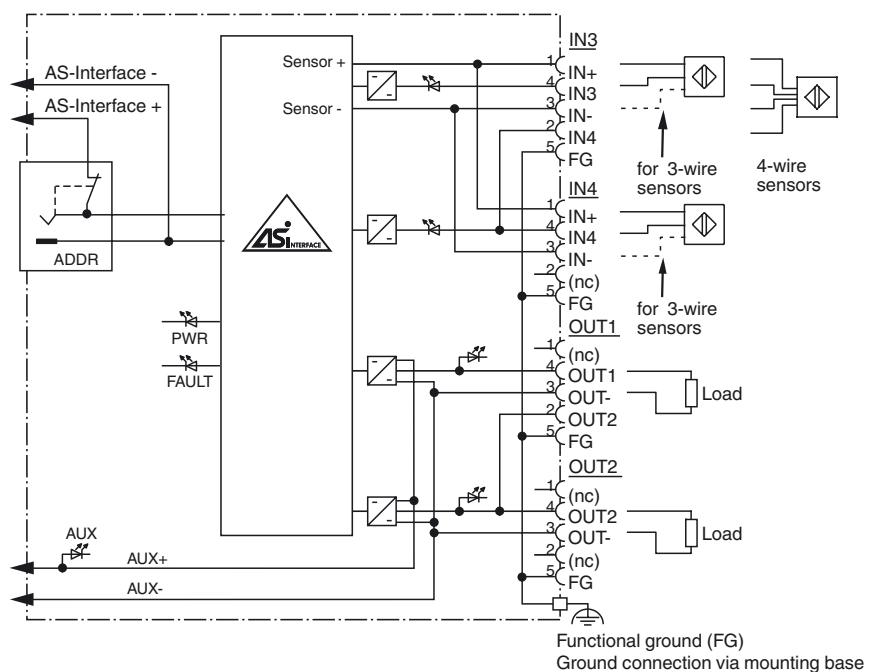 AS-Interface -
AS-Interface +
ADDR
Sensor +
Sensor -
ASi INTERFACE
PWR
FAULT
AUX
AUX+
AUX-
IN3
1 IN+
4 IN3
3 IN-
2 IN4
5 FG
for 3-wire
sensors
4-wire
sensors
IN4
1 IN+
4 IN4
3 IN-
2 (nc)
5 FG
for 3-wire
sensors
OUT1
1 (nc)
4 OUT1
3 OUT-
2 OUT2
5 FG
Load
OUT2
1 (nc)
4 OUT2
3 OUT-
2 (nc)
5 FG
Load
Functional ground (FG)
Ground connection via mounting base